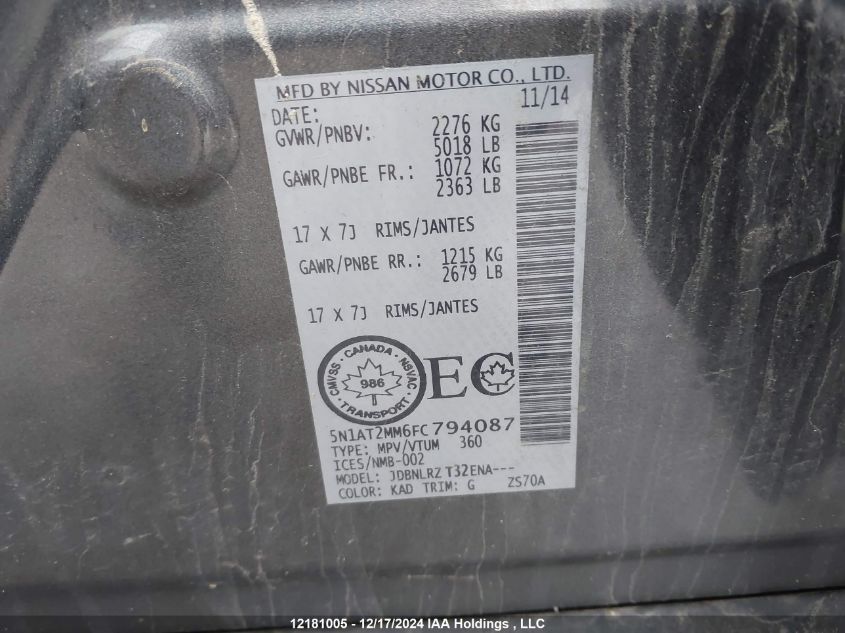 MFD BY NISSAN MOTOR CO., LTD.
DATE: 11/14
GVWR/PNBV: 2276 KG
5018 LB
GAWR/PNBE FR.: 1072 KG
2363 LB
17 X 7J RIMS/JANTES
GAWR/PNBE RR.: 1215 KG
2679 LB
17 X 7J RIMS/JANTES
CANADA
CMVSS 986 NSVAC
TRANSPORT
EC
5N1AT2MM6FC794087
TYPE: MPV/VTUM 360
ICES/NMB-002
MODEL: JDBNLRZ T32ENA---
COLOR: KAD TRIM: G ZS70A
12181005 - 12/17/2024 IAA Holdings , LLC